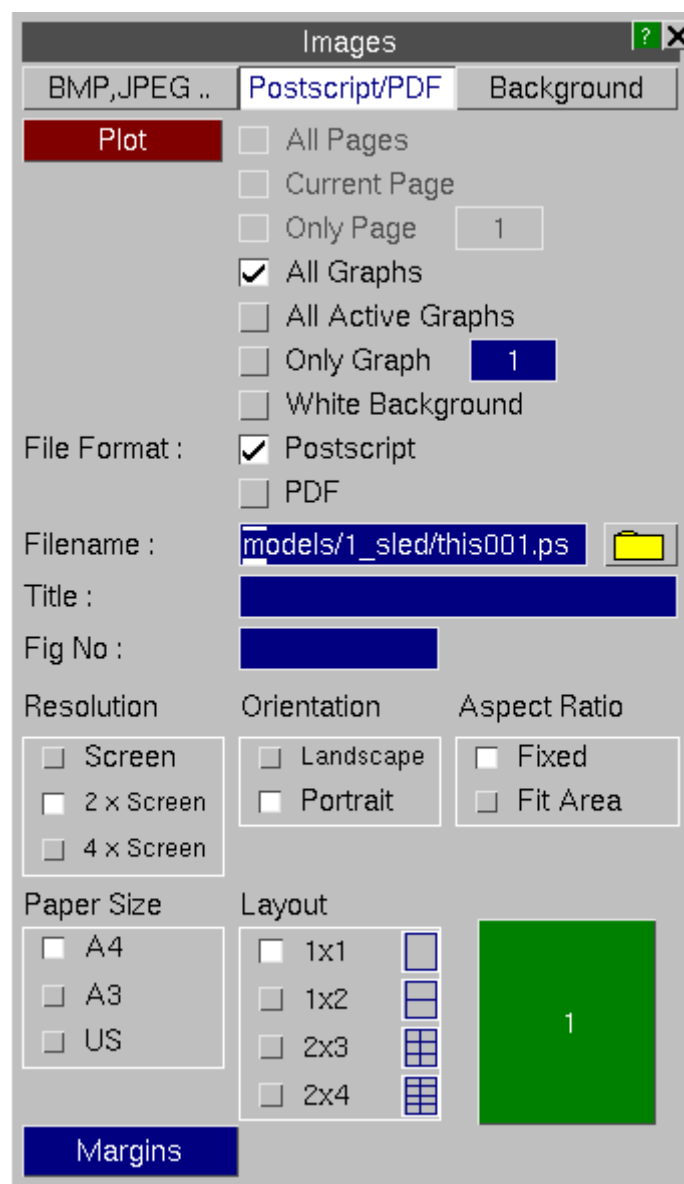 Images ?
BMP,JPEG .. Postscript/PDF Background
Plot All Pages
Current Page
Only Page 1
All Graphs
All Active Graphs
Only Graph 1
White Background
File Format : Postscript
PDF
Filename : models/1_sled/this001.ps
Title :
Fig No :
Resolution Orientation Aspect Ratio
Screen Landscape Fixed
2 x Screen Portrait Fit Area
4 x Screen
Paper Size Layout
A4 1x1
A3 1x2 1
US 2x3
2x4
Margins